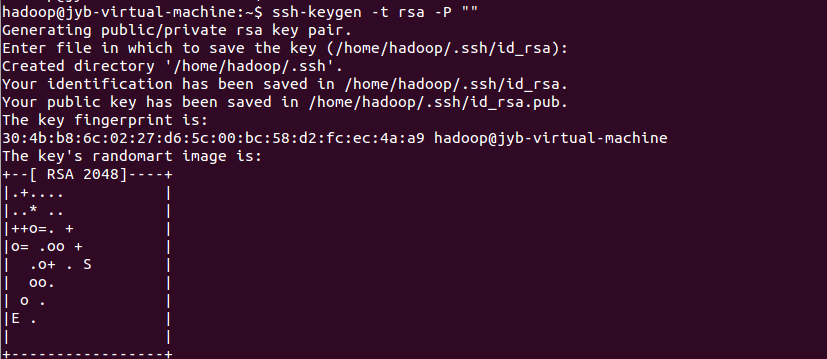 hadoop@jyb-virtual-machine:~$ ssh-keygen -t rsa -P ""
Generating public/private rsa key pair.
Enter file in which to save the key (/home/hadoop/.ssh/id_rsa):
Created directory '/home/hadoop/.ssh'.
Your identification has been saved in /home/hadoop/.ssh/id_rsa.
Your public key has been saved in /home/hadoop/.ssh/id_rsa.pub.
The key fingerprint is:
30:4b:b8:6c:02:27:d6:5c:00:bc:58:d2:fc:ec:4a:a9 hadoop@jyb-virtual-machine
The key's randomart image is:
+--[ RSA 2048]----+
|.+....           |
|..* ..           |
|++o=. +          |
|o= .oo +         |
|  .o+ . S        |
|  oo.            |
| o .             |
|E .              |
|                 |
+-----------------+